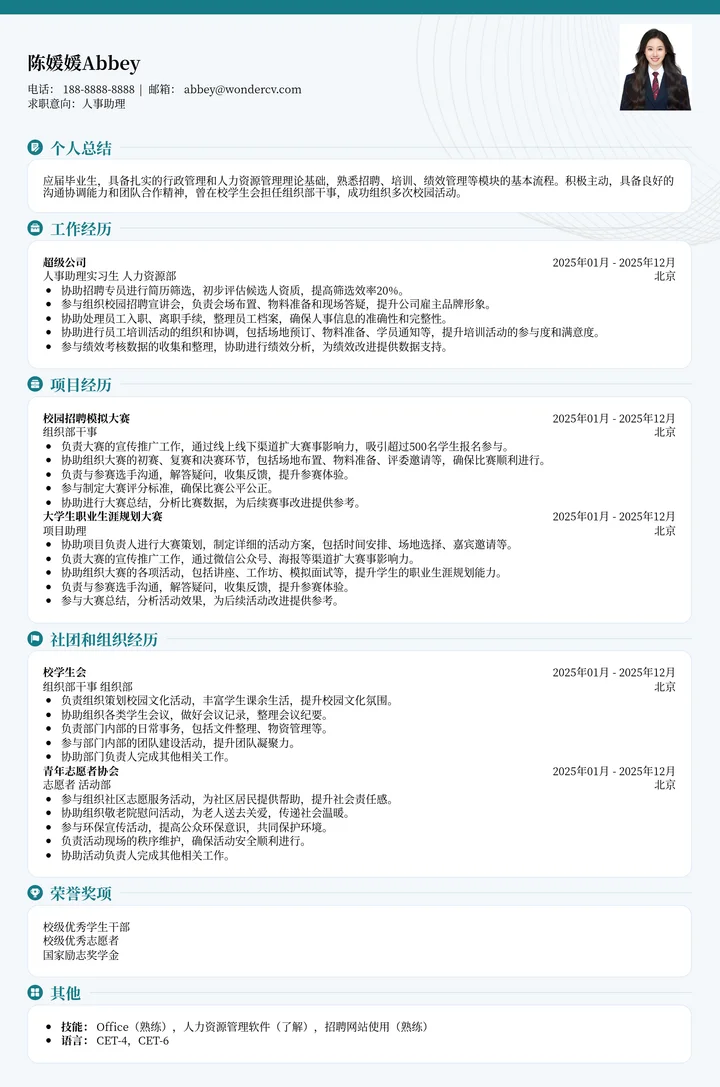 陈媛媛Abbey
电话： 188-8888-8888 | 邮箱： abbey@wondercv.com
求职意向：人事助理
个人总结
应届毕业生，具备扎实的行政管理和人力资源管理理论基础，熟悉招聘、培训、绩效管理等模块的基本流程。积极主动，具备良好的
沟通协调能力和团队合作精神，曾在校学生会担任组织部干事，成功组织多次校园活动。
工作经历
超级公司 2025年01月 - 2025年12月
人事助理实习生 人力资源部 北京
• 协助招聘专员进行简历筛选，初步评估候选人资质，提高筛选效率20%。
• 参与组织校园招聘宣讲会，负责会场布置、物料准备和现场答疑，提升公司雇主品牌形象。
• 协助处理员工入职、离职手续，整理员工档案，确保人事信息的准确性和完整性。
• 协助进行员工培训活动的组织和协调，包括场地预订、物料准备、学员通知等，提升培训活动的参与度和满意度。
• 参与绩效考核数据的收集和整理，协助进行绩效分析，为绩效改进提供数据支持。
项目经历
校园招聘模拟大赛 2025年01月 - 2025年12月
组织部干事 北京
• 负责大赛的宣传推广工作，通过线上线下渠道扩大赛事影响力，吸引超过500名学生报名参与。
• 协助组织大赛的初赛、复赛和决赛环节，包括场地布置、物料准备、评委邀请等，确保比赛顺利进行。
• 负责与参赛选手沟通，解答疑问，收集反馈，提升参赛体验。
• 参与制定大赛评分标准，确保比赛公平公正。
• 协助进行大赛总结，分析比赛数据，为后续赛事改进提供参考。
大学生职业生涯规划大赛 2025年01月 - 2025年12月
项目助理 北京
• 协助项目负责人进行大赛策划，制定详细的活动方案，包括时间安排、场地选择、嘉宾邀请等。
• 负责大赛的宣传推广工作，通过微信公众号、海报等渠道扩大赛事影响力。
• 协助组织大赛的各项活动，包括讲座、工作坊、模拟面试等，提升学生的职业生涯规划能力。
• 负责与参赛选手沟通，解答疑问，收集反馈，提升参赛体验。
• 参与大赛总结，分析活动效果，为后续活动改进提供参考。
社团和组织经历
校学生会 2025年01月 - 2025年12月
组织部干事 组织部 北京
• 负责组织策划校园文化活动，丰富学生课余生活，提升校园文化氛围。
• 协助组织各类学生会议，做好会议记录，整理会议纪要。
• 负责部门内部的日常事务，包括文件整理、物资管理等。
• 参与部门内部的团队建设活动，提升团队凝聚力。
• 协助部门负责人完成其他相关工作。
青年志愿者协会 2025年01月 - 2025年12月
志愿者 活动部 北京
• 参与组织社区志愿服务活动，为社区居民提供帮助，提升社会责任感。
• 协助组织敬老院慰问活动，为老人送去关爱，传递社会温暖。
• 参与环保宣传活动，提高公众环保意识，共同保护环境。
• 负责活动现场的秩序维护，确保活动安全顺利进行。
• 协助活动负责人完成其他相关工作。
荣誉奖项
校级优秀学生干部
校级优秀志愿者
国家励志奖学金
其他
• 技能： Office（熟练），人力资源管理软件（了解），招聘网站使用（熟练）
• 语言： CET-4，CET-6